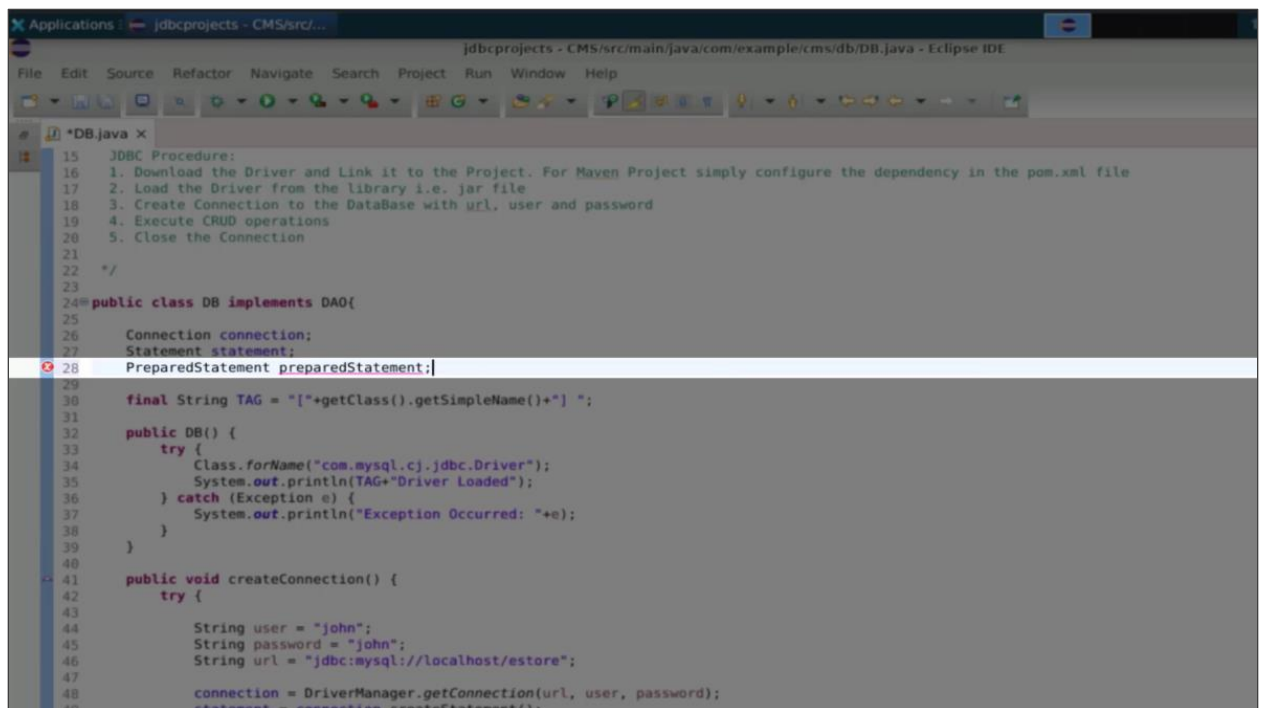 Applications : jdbcprojects - CMS/src/...
jdbcprojects - CMS/src/main/java/com/example/cms/db/DB.java - Eclipse IDE
File Edit Source Refactor Navigate Search Project Run Window Help
*DB.java
15 JDBC Procedure:
16 1. Download the Driver and Link it to the Project. For Maven Project simply configure the dependency in the pom.xml file
17 2. Load the Driver from the library i.e. jar file
18 3. Create Connection to the DataBase with url, user and password
19 4. Execute CRUD operations
20 5. Close the Connection
21
22 */
23
24 public class DB implements DAO{
25
26 Connection connection;
27 Statement statement;
28 PreparedStatement preparedStatement;
29
30 final String TAG = "["+getClass().getSimpleName()+"] ";
31
32 public DB() {
33 try {
34 Class.forName("com.mysql.cj.jdbc.Driver");
35 System.out.println(TAG+"Driver Loaded");
36 } catch (Exception e) {
37 System.out.println("Exception Occurred: "+e);
38 }
39 }
40
41 public void createConnection() {
42 try {
43
44 String user = "john";
45 String password = "john";
46 String url = "jdbc:mysql://localhost/estore";
47
48 connection = DriverManager.getConnection(url, user, password);
statement = connection.createStatement();